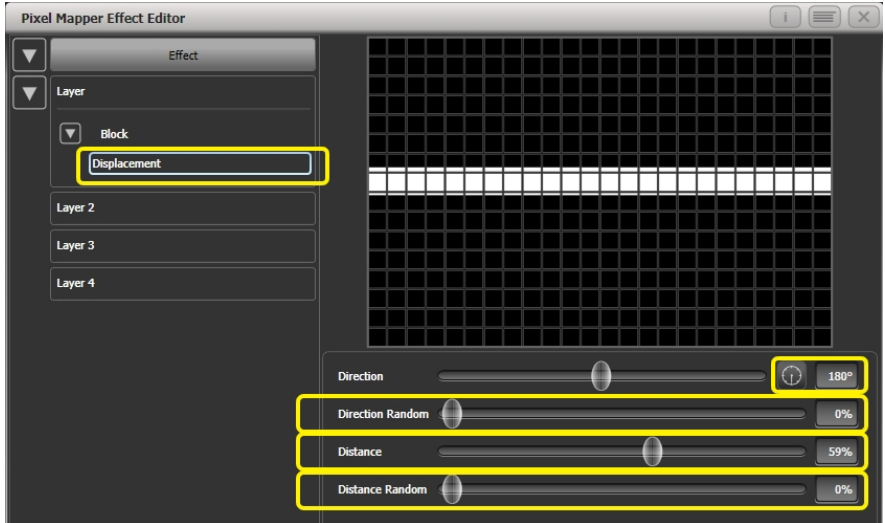 Pixel Mapper Effect Editor
i
Effect
Layer
Block
Displacement
Layer 2
Layer 3
Layer 4
Direction 180°
Direction Random 0%
Distance 59%
Distance Random 0%